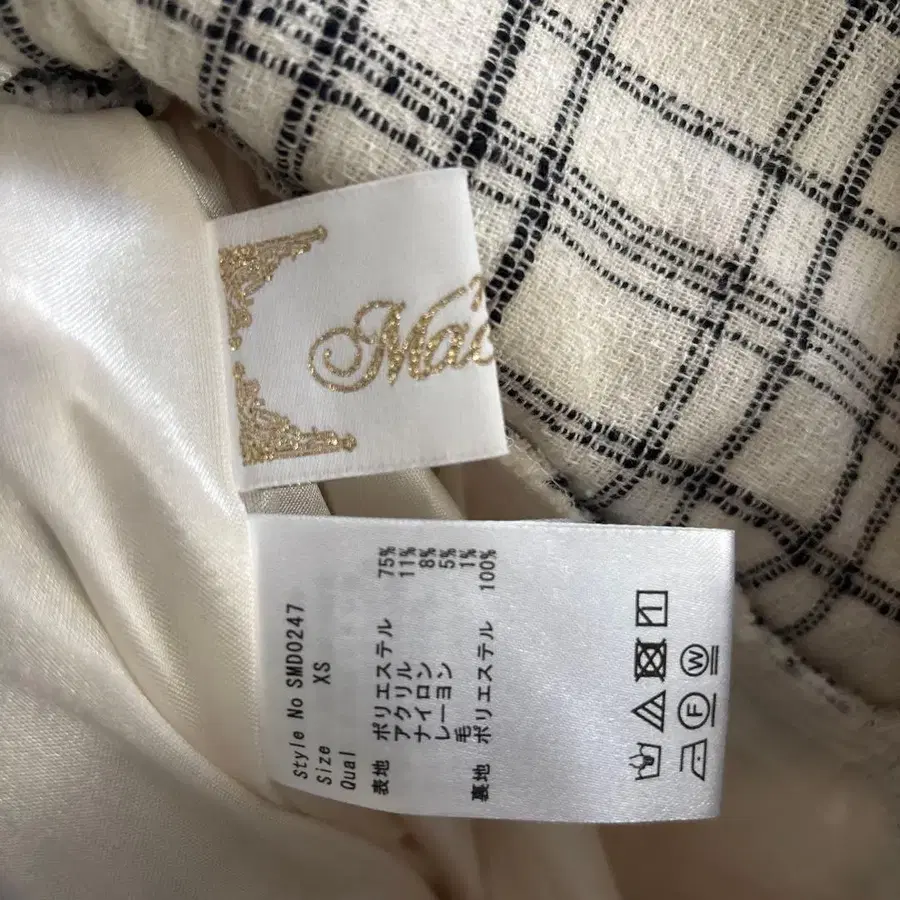 Style No SMD0247
Size XS
Qual
表地 ポリエステル 75%
アクリル 11%
ナイロン 8%
レーヨン 5%
毛 1%
裏地 ポリエステル 100%
F W